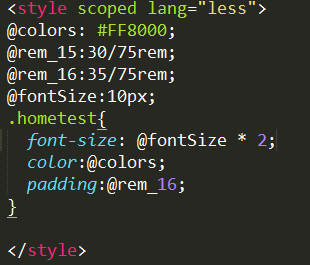 <style scoped lang="less">
@colors: #FF8000;
@rem_15:30/75rem;
@rem_16:35/75rem;
@fontSize:10px;
.hometest{
  font-size: @fontSize * 2;
  color:@colors;
  padding:@rem_16;
}

</style>